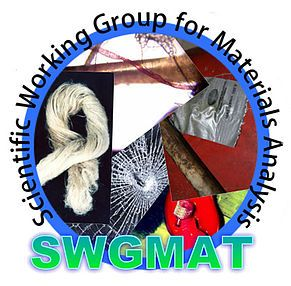 Scientific Working Group for Materials Analysis
SWGMAT